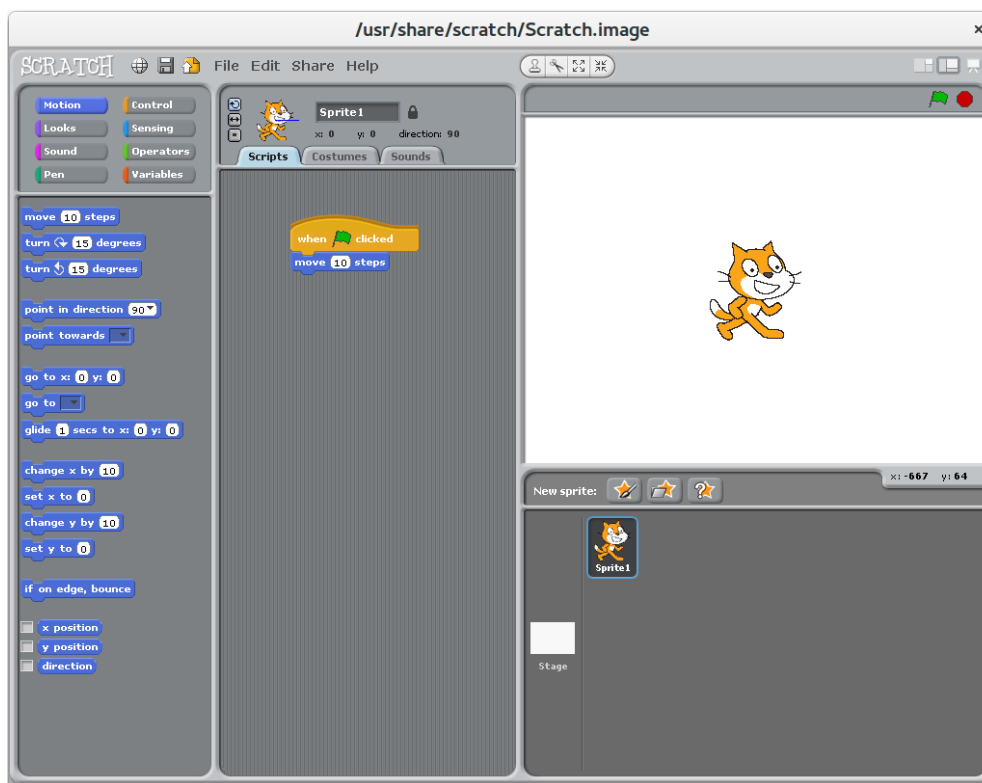 /usr/share/scratch/Scratch.image ×
SCRATCH File Edit Share Help
Motion Control
Looks Sensing
Sound Operators
Pen Variables
move 10 steps
turn 15 degrees
turn 15 degrees
point in direction 90
point towards
go to x: 0 y: 0
go to
glide 1 secs to x: 0 y: 0
change x by 10
set x to 0
change y by 10
set y to 0
if on edge, bounce
x position
y position
direction
Sprite1
x: 0 y: 0 direction: 90
Scripts Costumes Sounds
when clicked
move 10 steps
x: -667 y: 64
New sprite:
Sprite1
Stage